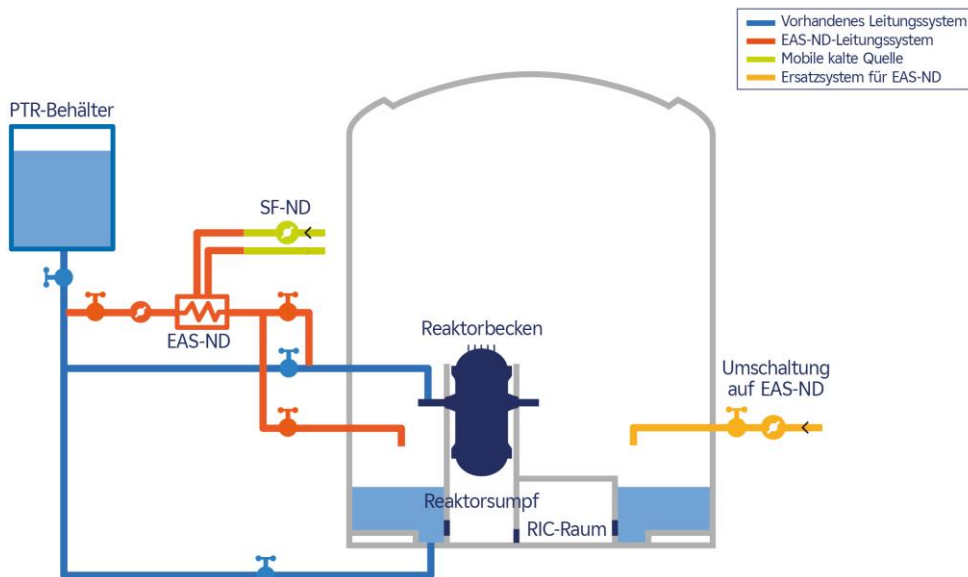 Vorhandenes Leitungssystem
EAS-ND-Leitungssystem
Mobile kalte Quelle
Ersatzsystem für EAS-ND
PTR-Behälter
SF-ND
EAS-ND
Reaktorbecken
Umschaltung
auf EAS-ND
Reaktorsumpf
RIC-Raum